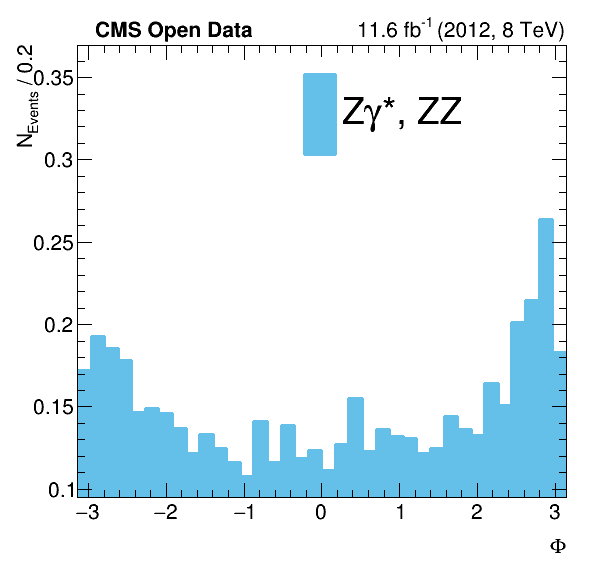 CMS Open Data 11.6 fb⁻¹ (2012, 8 TeV)
N_Events / 0.2
Zγ*, ZZ
0.35
0.3
0.25
0.2
0.15
0.1
−3 −2 −1 0 1 2 3
Φ